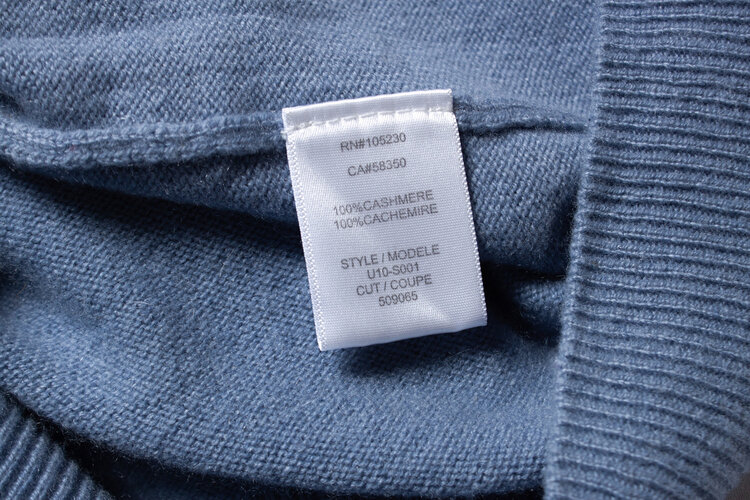 RN#105230
CA#58350
100%CASHMERE
100%CACHEMIRE
STYLE / MODELE
U10-S001
CUT / COUPE
509065